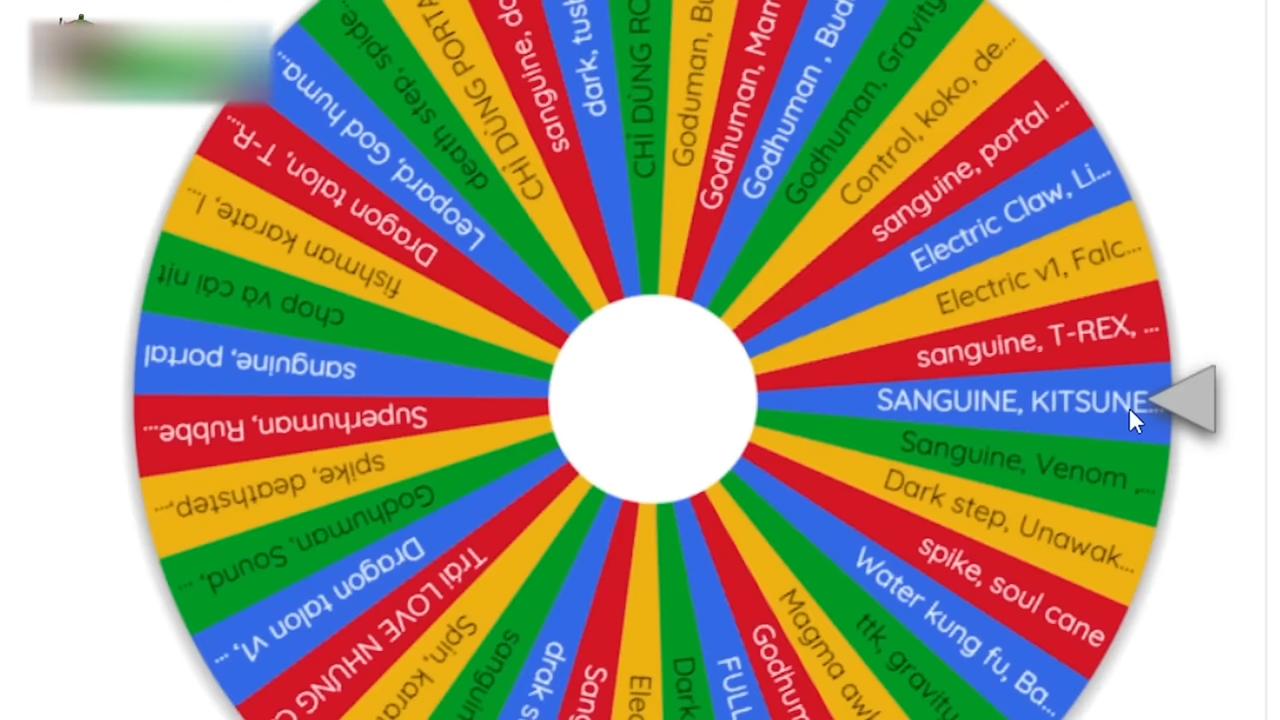 death step, spide...
CHỈ DÙNG PORTA
sanguine, do
dark, tush
CHỈ DÙNG RO
Goduman, Bu
Godhuman, Mam
Godhuman , Bud
Godhuman, Gravity
Control, koko, de...
sanguine, portal ...
Electric Claw, Li...
Electric v1, Falc...
sanguine, T-REX, ...
SANGUINE, KITSUNE...
Sanguine, Venom ,...
Dark step, Unawak...
spike, soul cane
Water kung fu, Ba...
ttk, gravity
Magma awk
Godhum
FULL
Dark
Elec
Sang
drak s
sanguin
Spin, kara
Trái LOVE NHƯNG
Dragon talon v1, ...
Godhuman, Sound, ...
spike, deathstep,...
Superhuman, Rubbe...
sanguine, portal
chop và cái nịt
fishman karate, l...
Dragon talon, T-R...
Leopard, God huma...